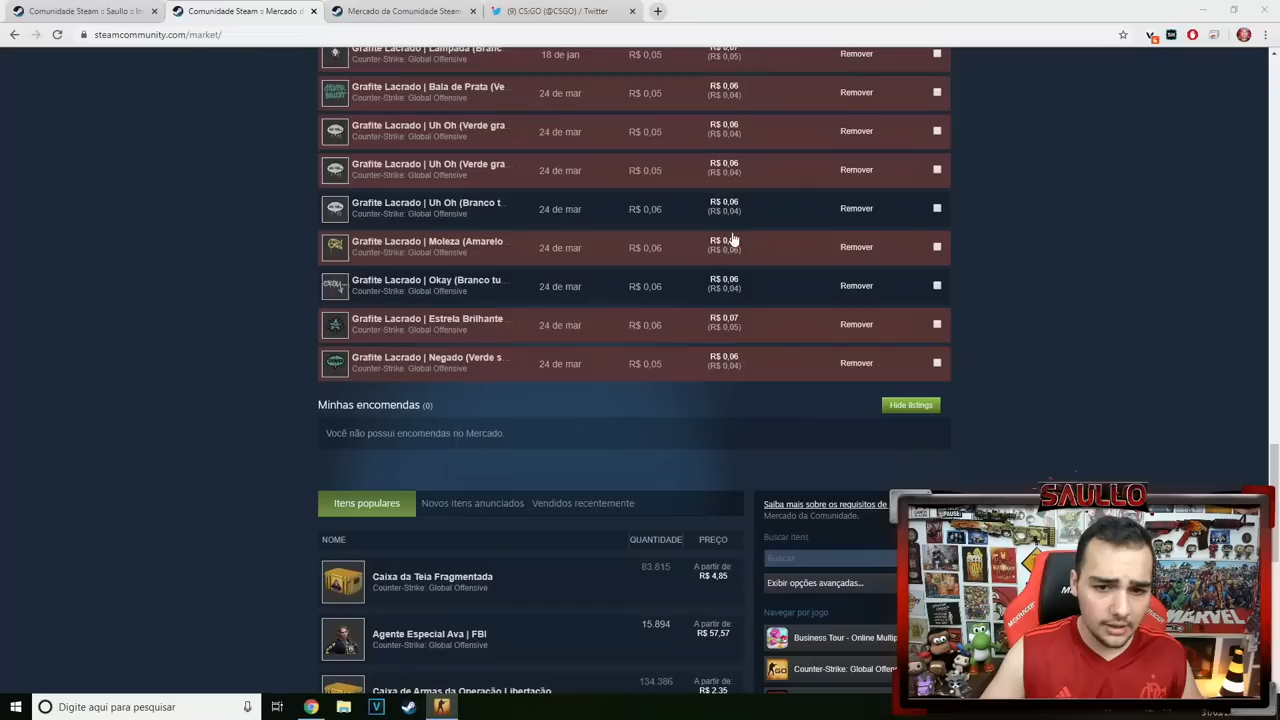 Comunidade Steam :: Saullo :: In
Comunidade Steam :: Mercado d
Mercado da Comunidade Steam
(9) CS:GO (@CSGO) / Twitter
steamcommunity.com/market/
Grafite Lacrado | Lâmpada (Branc...
Counter-Strike: Global Offensive
18 de jan
R$ 0,05
(R$ 0,05)
Remover
Grafite Lacrado | Bala de Prata (Ve
Counter-Strike: Global Offensive
24 de mar
R$ 0,05
R$ 0,06
(R$ 0,04)
Remover
Grafite Lacrado | Uh Oh (Verde gra...
Counter-Strike: Global Offensive
24 de mar
R$ 0,05
R$ 0,06
(R$ 0,04)
Remover
Grafite Lacrado | Uh Oh (Verde gra...
Counter-Strike: Global Offensive
24 de mar
R$ 0,05
R$ 0,06
(R$ 0,04)
Remover
Grafite Lacrado | Uh Oh (Branco t...
Counter-Strike: Global Offensive
24 de mar
R$ 0,06
R$ 0,06
(R$ 0,04)
Remover
Grafite Lacrado | Moleza (Amarelo ...
Counter-Strike: Global Offensive
24 de mar
R$ 0,06
Remover
Grafite Lacrado | Okay (Branco tu...
Counter-Strike: Global Offensive
24 de mar
R$ 0,06
R$ 0,06
(R$ 0,04)
Remover
Grafite Lacrado | Estrela Brilhante ...
Counter-Strike: Global Offensive
24 de mar
R$ 0,06
R$ 0,07
(R$ 0,05)
Remover
Grafite Lacrado | Negado (Verde s...
Counter-Strike: Global Offensive
24 de mar
R$ 0,05
R$ 0,06
(R$ 0,04)
Remover
Minhas encomendas (0)
Hide listings
Você não possui encomendas no Mercado.
Itens populares
Novos itens anunciados
Vendidos recentemente
Saiba mais sobre os requisitos de
Mercado da Comunidade.
NOME
QUANTIDADE
PREÇO
Buscar itens
Buscar
Caixa da Teia Fragmentada
Counter-Strike: Global Offensive
83.815
A partir de:
R$ 4,85
Exibir opções avançadas...
Navegar por jogo
Agente Especial Ava | FBI
Counter-Strike: Global Offensive
15.894
A partir de:
R$ 57,57
Business Tour - Online Multip
Counter-Strike: Global Offen
Caixa de Armas da Operação Libertação
134.386
A partir de:
R$ 2,35
SAULLO
MARVEL
Digite aqui para pesquisar